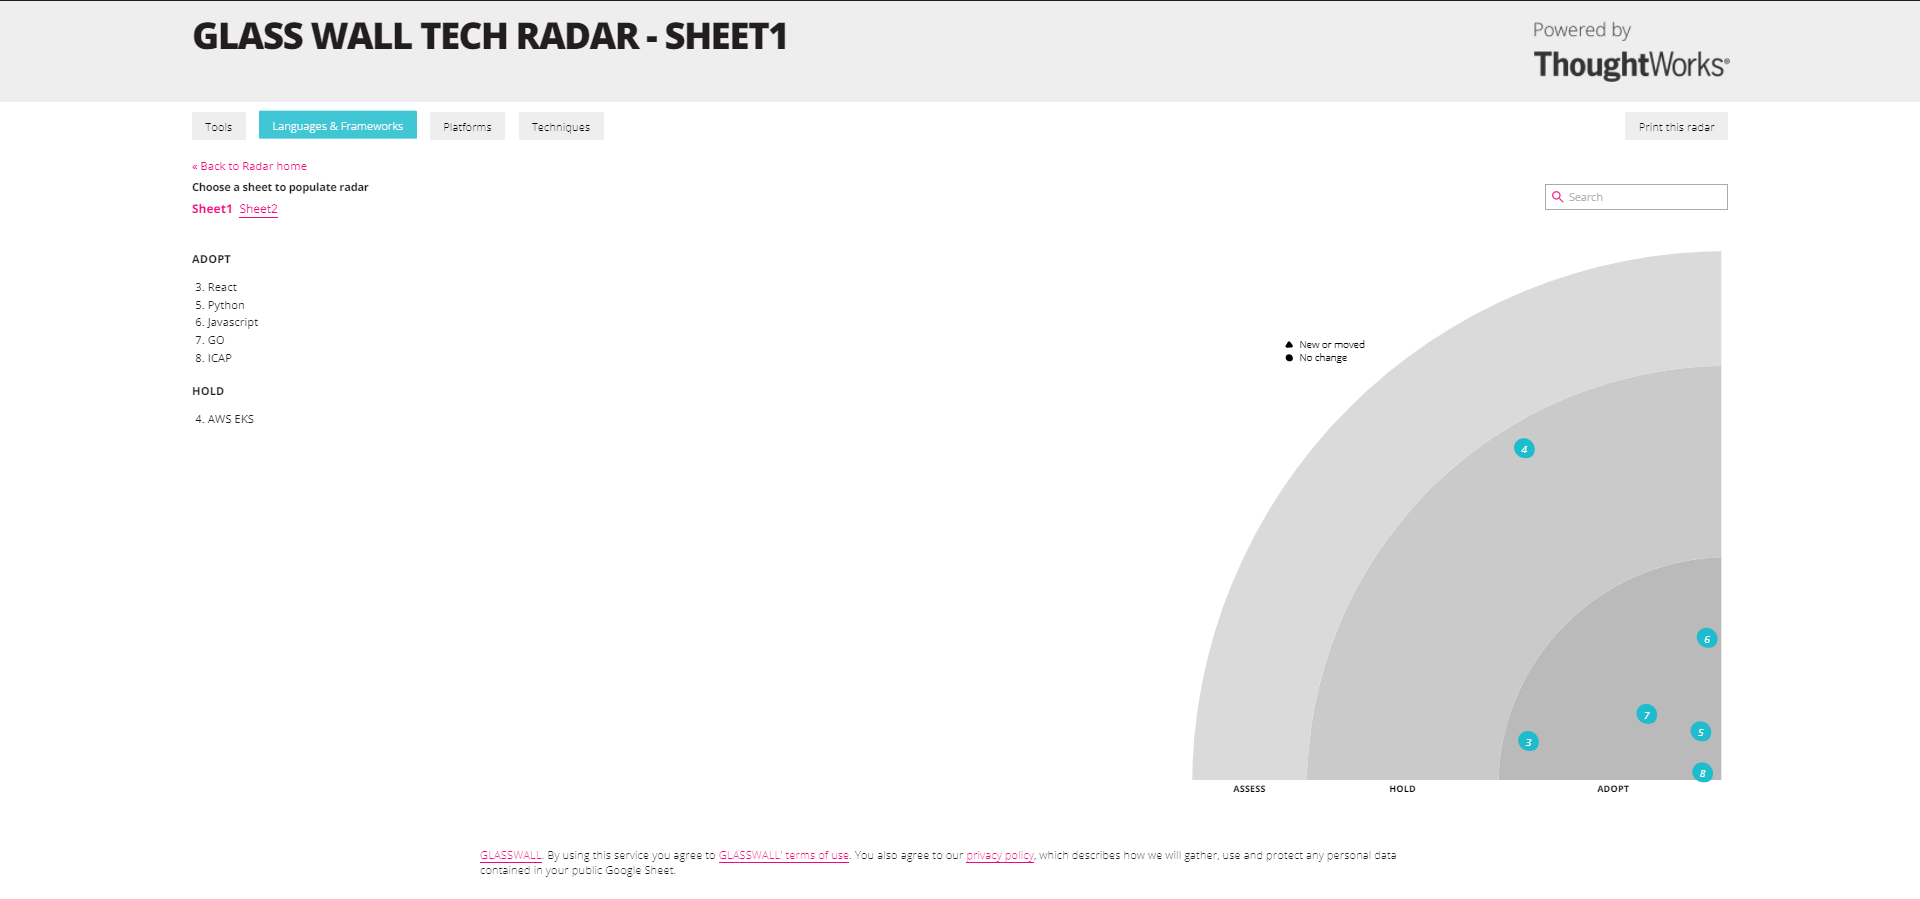 GLASS WALL TECH RADAR - SHEET1
Powered by
ThoughtWorks®
Tools
Languages & Frameworks
Platforms
Techniques
Print this radar
« Back to Radar home
Choose a sheet to populate radar
Sheet1 Sheet2
Search
ADOPT
3. React
5. Python
6. Javascript
7. GO
8. ICAP
HOLD
4. AWS EKS
New or moved
No change
4
6
7
5
3
8
ASSESS
HOLD
ADOPT
GLASSWALL. By using this service you agree to GLASSWALL' terms of use. You also agree to our privacy policy, which describes how we will gather, use and protect any personal data
contained in your public Google Sheet.